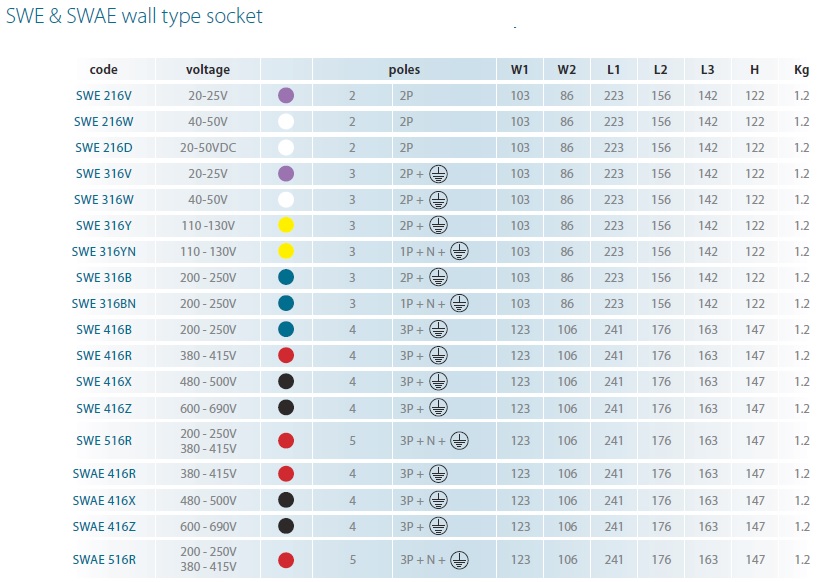 SWE & SWAE wall type socket
code voltage poles W1 W2 L1 L2 L3 H Kg
SWE 216V 20-25V 2 2P 103 86 223 156 142 122 1.2
SWE 216W 40-50V 2 2P 103 86 223 156 142 122 1.2
SWE 216D 20-50VDC 2 2P 103 86 223 156 142 122 1.2
SWE 316V 20-25V 3 2P + 103 86 223 156 142 122 1.2
SWE 316W 40-50V 3 2P + 103 86 223 156 142 122 1.2
SWE 316Y 110 -130V 3 2P + 103 86 223 156 142 122 1.2
SWE 316YN 110 - 130V 3 1P + N + 103 86 223 156 142 122 1.2
SWE 316B 200 - 250V 3 2P + 103 86 223 156 142 122 1.2
SWE 316BN 200 - 250V 3 1P + N + 103 86 223 156 142 122 1.2
SWE 416B 200 - 250V 4 3P + 123 106 241 176 163 147 1.2
SWE 416R 380 - 415V 4 3P + 123 106 241 176 163 147 1.2
SWE 416X 480 - 500V 4 3P + 123 106 241 176 163 147 1.2
SWE 416Z 600 - 690V 4 3P + 123 106 241 176 163 147 1.2
SWE 516R 200 - 250V 5 3P + N + 123 106 241 176 163 147 1.2
380 - 415V
SWAE 416R 380 - 415V 4 3P + 123 106 241 176 163 147 1.2
SWAE 416X 480 - 500V 4 3P + 123 106 241 176 163 147 1.2
SWAE 416Z 600 - 690V 4 3P + 123 106 241 176 163 147 1.2
SWAE 516R 200 - 250V 5 3P + N + 123 106 241 176 163 147 1.2
380 - 415V